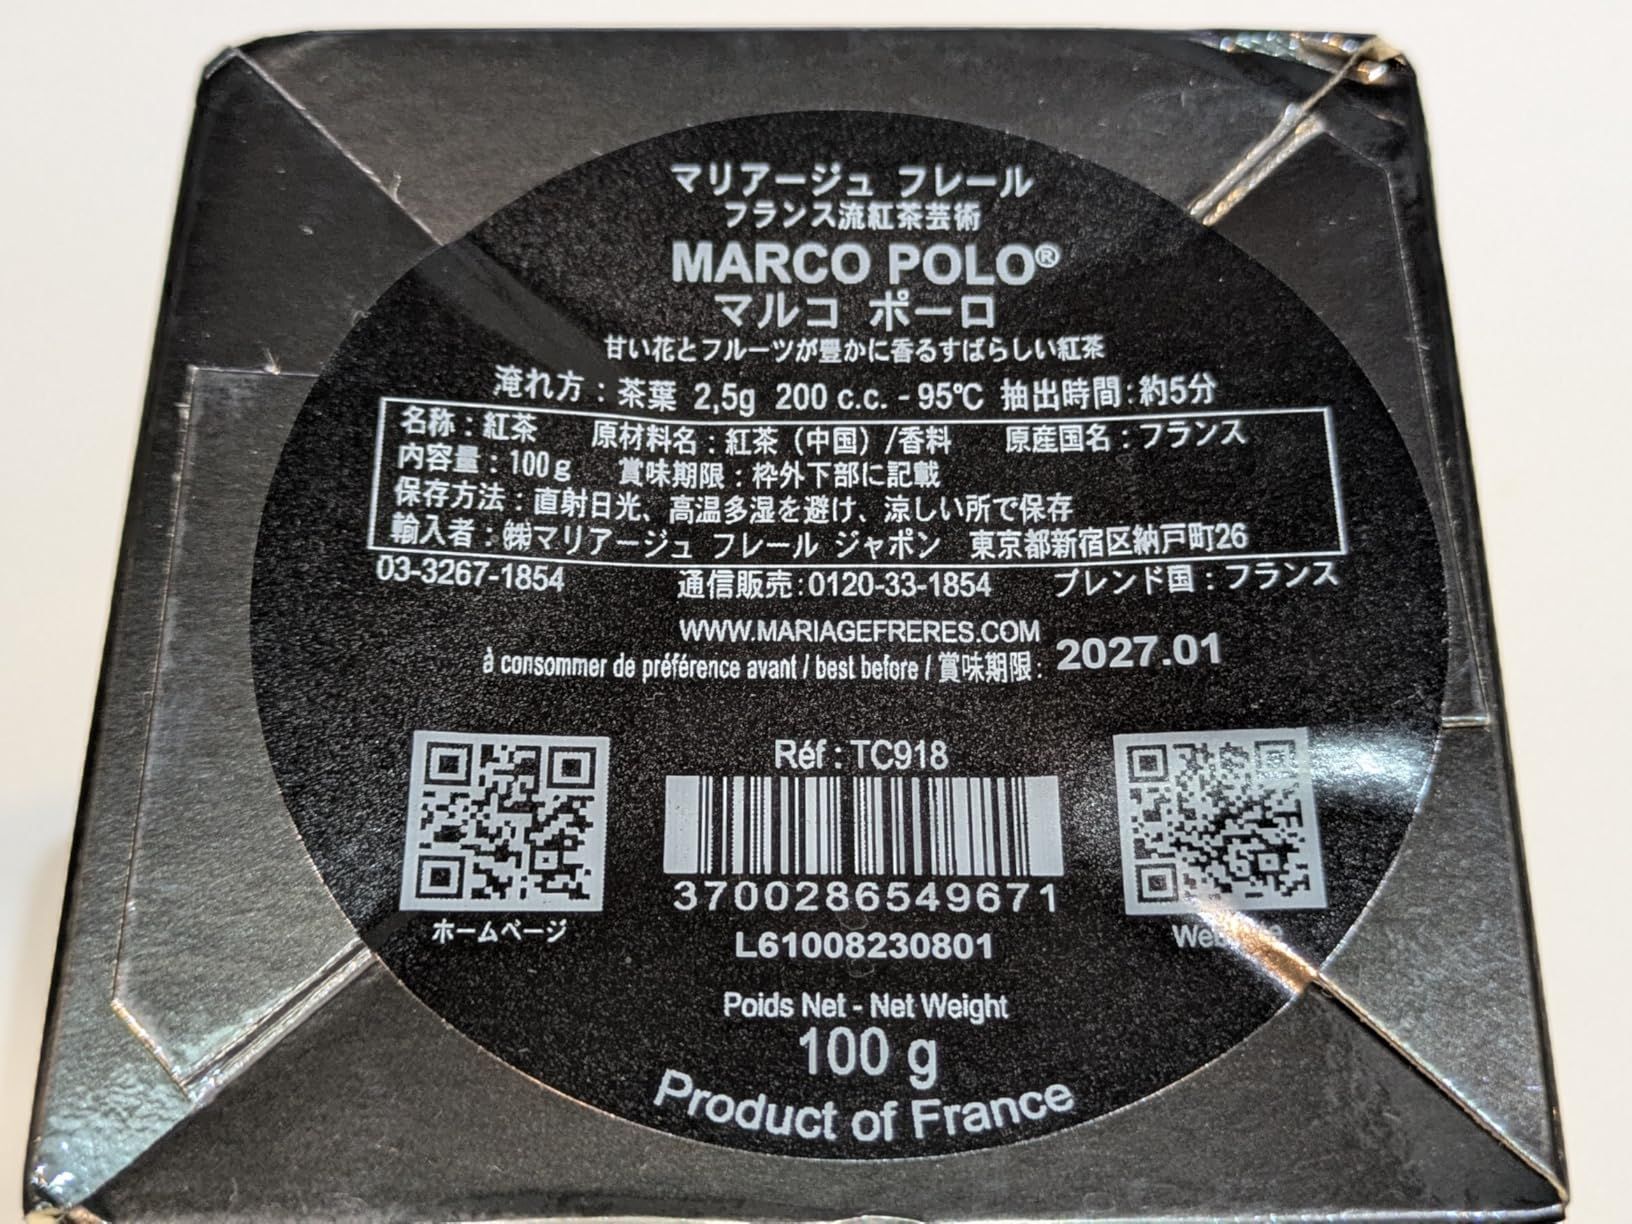 マリアージュ フレール
フランス流紅茶芸術
MARCO POLO®
マルコ ポーロ
甘い花とフルーツが豊かに香るすばらしい紅茶
淹れ方：茶葉 2,5g 200 c.c. - 95℃ 抽出時間：約5分
名称：紅茶 原材料名：紅茶（中国）/香料 原産国名：フランス
内容量：100g 賞味期限：枠外下部に記載
保存方法：直射日光、高温多湿を避け、涼しい所で保存
輸入者：㈱マリアージュ フレール ジャポン 東京都新宿区納戸町26
03-3267-1854 通信販売：0120-33-1854 ブレンド国：フランス
WWW.MARIAGEFRERES.COM
à consommer de préférence avant / best before / 賞味期限： 2027.01
Réf : TC918
3700286549671
ホームページ
L61008230801
Poids Net - Net Weight
100 g
Product of France